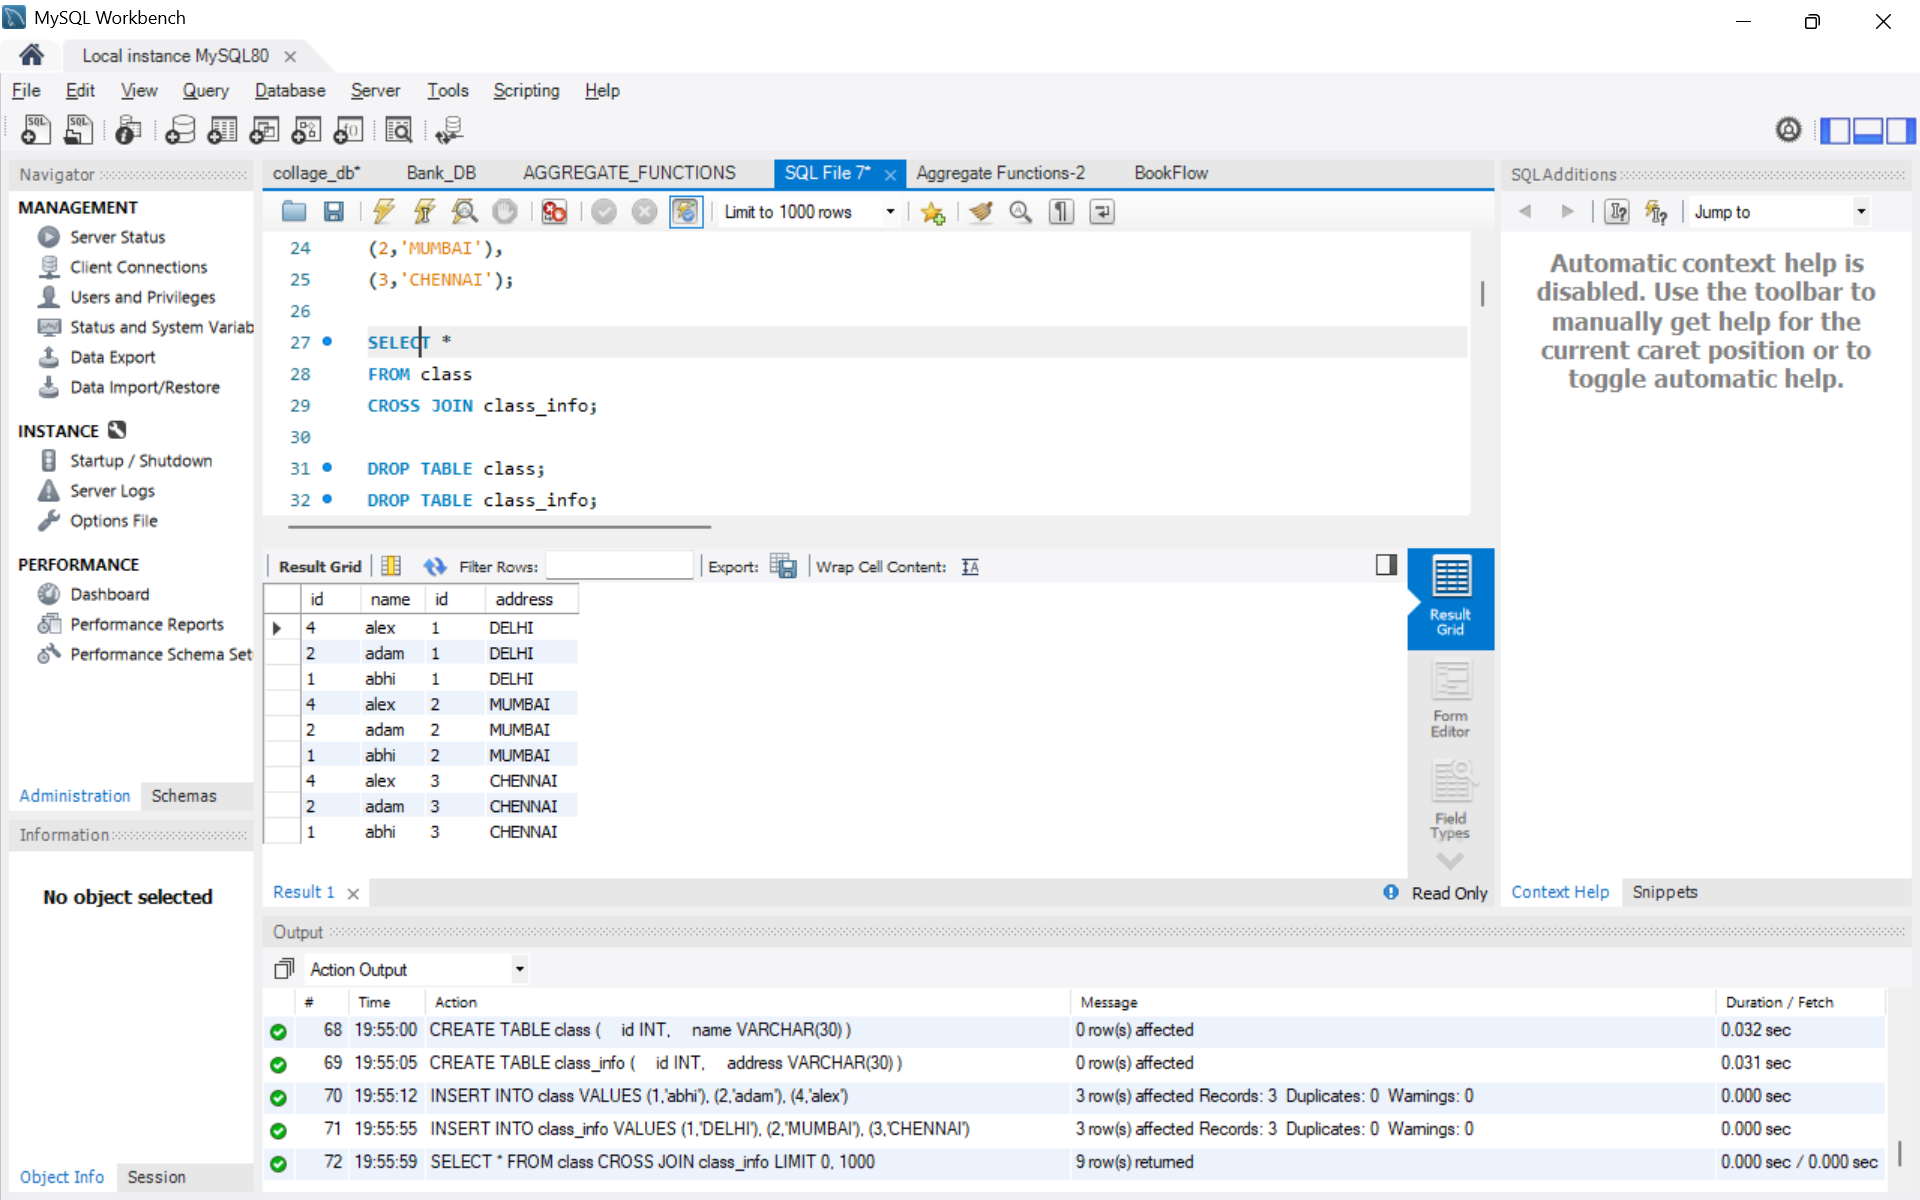 MySQL Workbench
Local instance MySQL80
File Edit View Query Database Server Tools Scripting Help
Navigator
MANAGEMENT
Server Status
Client Connections
Users and Privileges
Status and System Variab
Data Export
Data Import/Restore
INSTANCE
Startup / Shutdown
Server Logs
Options File
PERFORMANCE
Dashboard
Performance Reports
Performance Schema Set
Administration Schemas
Information
No object selected
Object Info Session
collage_db* Bank_DB AGGREGATE_FUNCTIONS SQL File 7* Aggregate Functions-2 BookFlow
Limit to 1000 rows
24 (2,'MUMBAI'),
25 (3,'CHENNAI');
26
27 SELECT *
28 FROM class
29 CROSS JOIN class_info;
30
31 DROP TABLE class;
32 DROP TABLE class_info;
Result Grid Filter Rows: Export: Wrap Cell Content:
id name id address
4 alex 1 DELHI
2 adam 1 DELHI
1 abhi 1 DELHI
4 alex 2 MUMBAI
2 adam 2 MUMBAI
1 abhi 2 MUMBAI
4 alex 3 CHENNAI
2 adam 3 CHENNAI
1 abhi 3 CHENNAI
Result
Grid
Form
Editor
Field
Types
Result 1
Read Only
SQLAdditions
Jump to
Automatic context help is
disabled. Use the toolbar to
manually get help for the
current caret position or to
toggle automatic help.
Context Help Snippets
Output
Action Output
# Time Action Message Duration / Fetch
68 19:55:00 CREATE TABLE class ( id INT, name VARCHAR(30) ) 0 row(s) affected 0.032 sec
69 19:55:05 CREATE TABLE class_info ( id INT, address VARCHAR(30) ) 0 row(s) affected 0.031 sec
70 19:55:12 INSERT INTO class VALUES (1,'abhi'), (2,'adam'), (4,'alex') 3 row(s) affected Records: 3 Duplicates: 0 Warnings: 0 0.000 sec
71 19:55:55 INSERT INTO class_info VALUES (1,'DELHI'), (2,'MUMBAI'), (3,'CHENNAI') 3 row(s) affected Records: 3 Duplicates: 0 Warnings: 0 0.000 sec
72 19:55:59 SELECT * FROM class CROSS JOIN class_info LIMIT 0, 1000 9 row(s) returned 0.000 sec / 0.000 sec